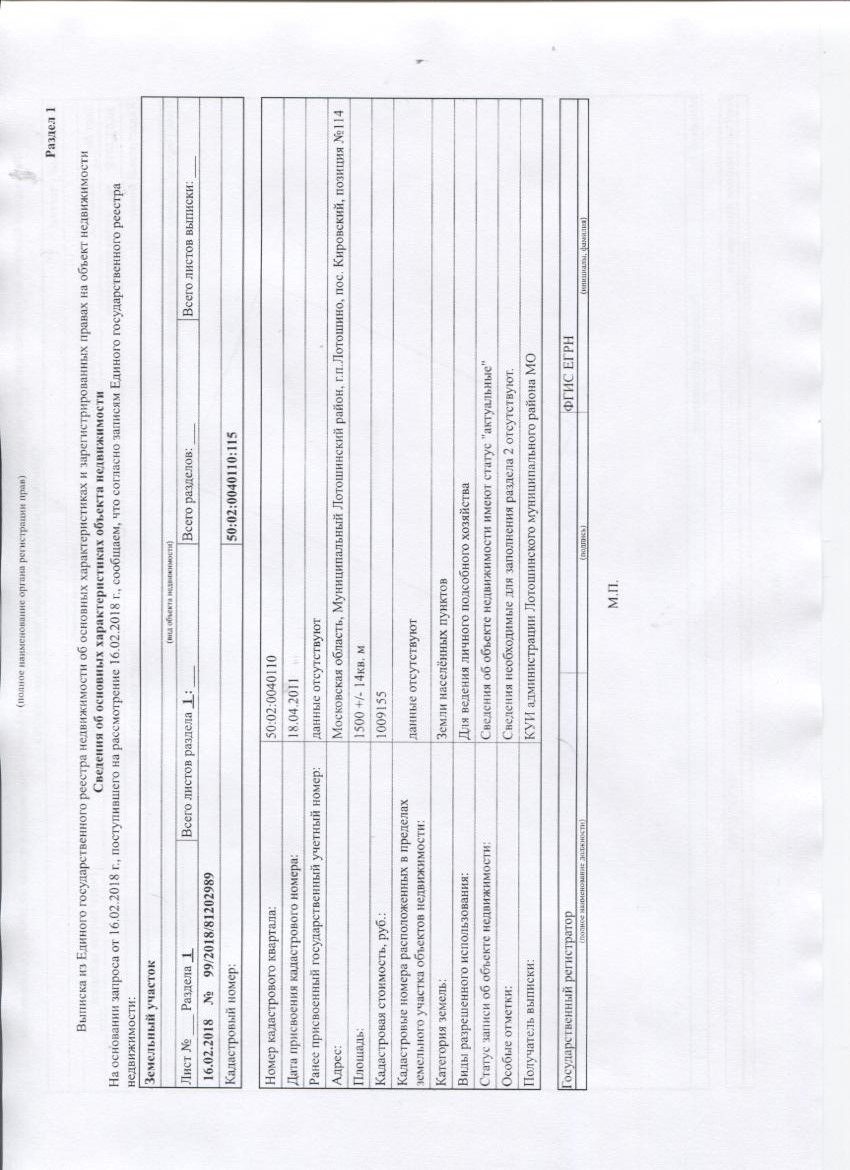 (полное наименование органа регистрации прав)
Раздел 1
Выписка из Единого государственного реестра недвижимости об основных характеристиках и зарегистрированных правах на объект недвижимости
Сведения об основных характеристиках объекта недвижимости
На основании запроса от 16.02.2018 г., поступившего на рассмотрение 16.02.2018 г., сообщаем, что согласно записям Единого государственного реестра
недвижимости:
Земельный участок
(вид объекта недвижимости)
Лист № ___ Раздела 1 Всего листов раздела 1: ___ Всего разделов: ___ Всего листов выписки: ___
16.02.2018 № 99/2018/81202989
Кадастровый номер: 50:02:0040110:115
Номер кадастрового квартала: 50:02:0040110
Дата присвоения кадастрового номера: 18.04.2011
Ранее присвоенный государственный учетный номер: данные отсутствуют
Адрес: Московская область, Муниципальный Лотошинский район, г.п.Лотошино, пос. Кировский, позиция №114
Площадь: 1500 +/- 14кв. м
Кадастровая стоимость, руб.: 1009155
Кадастровые номера расположенных в пределах
земельного участка объектов недвижимости: данные отсутствуют
Категория земель: Земли населённых пунктов
Виды разрешенного использования: Для ведения личного подсобного хозяйства
Статус записи об объекте недвижимости: Сведения об объекте недвижимости имеют статус "актуальные"
Особые отметки: Сведения необходимые для заполнения раздела 2 отсутствуют.
Получатель выписки: КУИ администрации Лотошинского муниципального района МО
Государственный регистратор ФГИС ЕГРН
(полное наименование должности) (подпись) (инициалы, фамилия)
М.П.